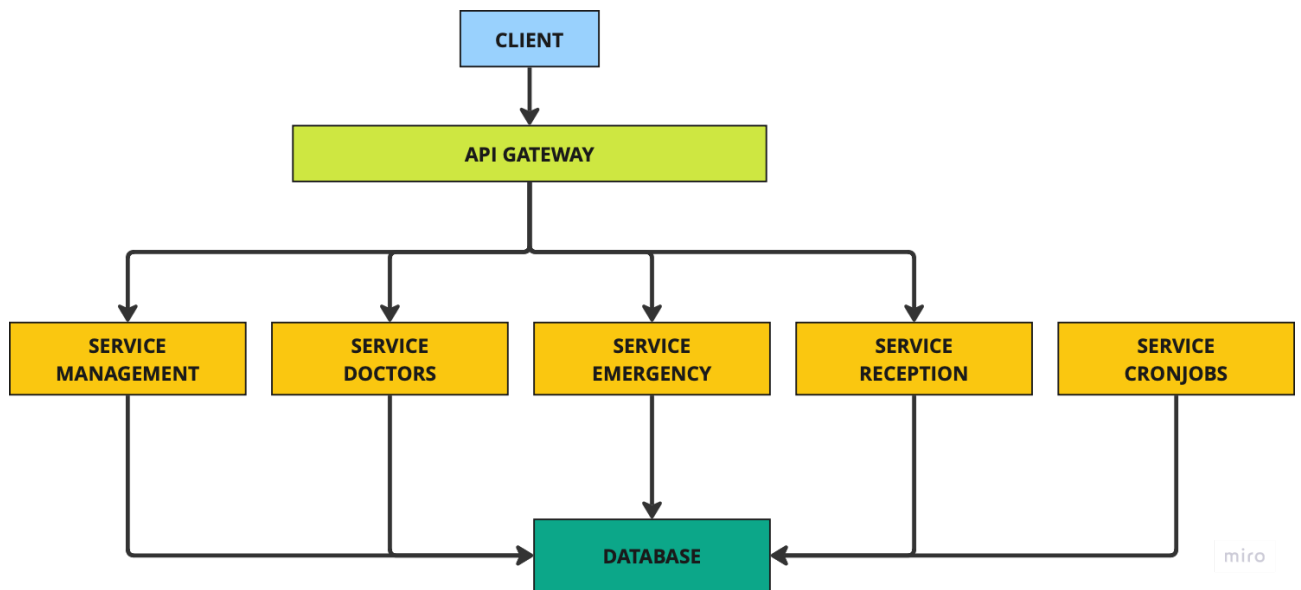 CLIENT
API GATEWAY
SERVICE
MANAGEMENT
SERVICE
DOCTORS
SERVICE
EMERGENCY
SERVICE
RECEPTION
SERVICE
CRONJOBS
DATABASE
miro